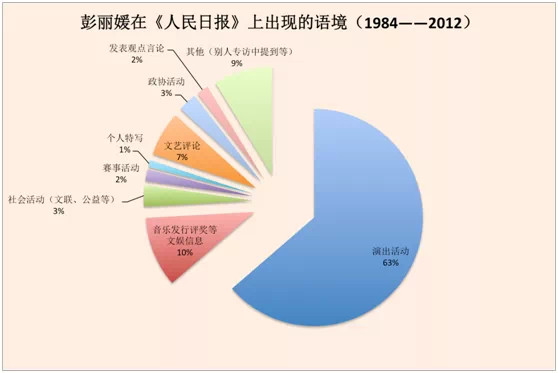 彭丽媛在《人民日报》上出现的语境（1984——2012）
发表观点言论
2%
其他（别人专访中提到等）
9%
政协活动
3%
文艺评论
7%
个人特写
1%
赛事活动
2%
社会活动（文联、公益等）
3%
音乐发行评奖等
文娱信息
10%
演出活动
63%